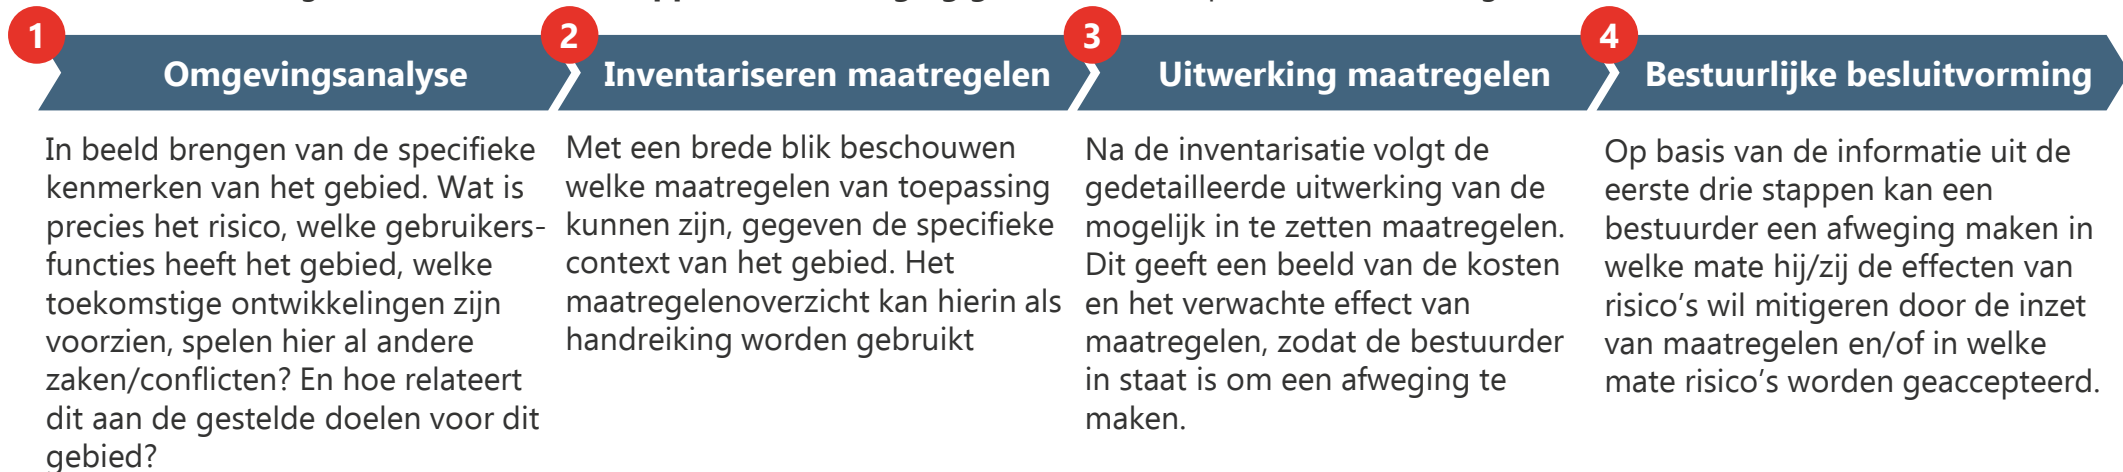 1
Omgevingsanalyse
In beeld brengen van de specifieke
kenmerken van het gebied. Wat is
precies het risico, welke gebruikers-
functies heeft het gebied, welke
toekomstige ontwikkelingen zijn
voorzien, spelen hier al andere
zaken/conflicten? En hoe relateert
dit aan de gestelde doelen voor dit
gebied?
2
Inventariseren maatregelen
Met een brede blik beschouwen
welke maatregelen van toepassing
kunnen zijn, gegeven de specifieke
context van het gebied. Het
maatregelenoverzicht kan hierin als
handreiking worden gebruikt
3
Uitwerking maatregelen
Na de inventarisatie volgt de
gedetailleerde uitwerking van de
mogelijk in te zetten maatregelen.
Dit geeft een beeld van de kosten
en het verwachte effect van
maatregelen, zodat de bestuurder
in staat is om een afweging te
maken.
4
Bestuurlijke besluitvorming
Op basis van de informatie uit de
eerste drie stappen kan een
bestuurder een afweging maken in
welke mate hij/zij de effecten van
risico’s wil mitigeren door de inzet
van maatregelen en/of in welke
mate risico’s worden geaccepteerd.